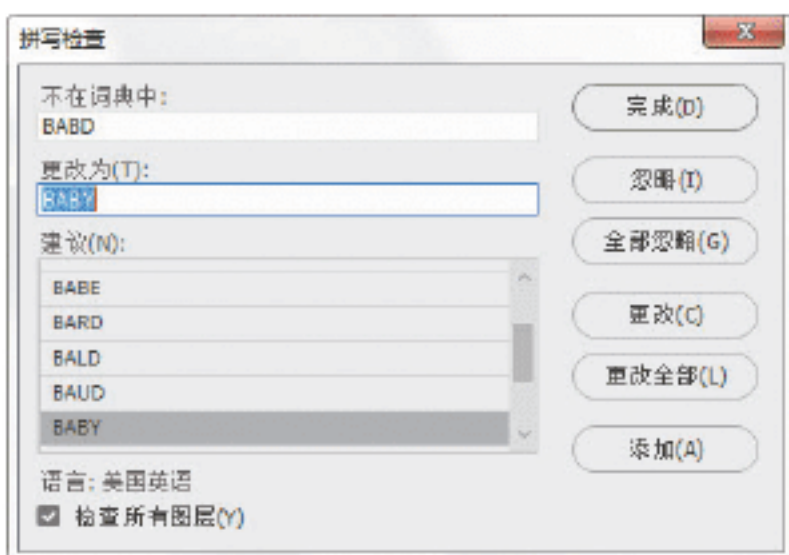 拼写检查
不在词典中:
BABD
更改为(T):
BABY
建议(N):
BABE
BARD
BALD
BAUD
BABY
语言: 美国英语
检查所有图层(Y)
完成(D)
忽略(I)
全部忽略(G)
更改(C)
更改全部(L)
添加(A)